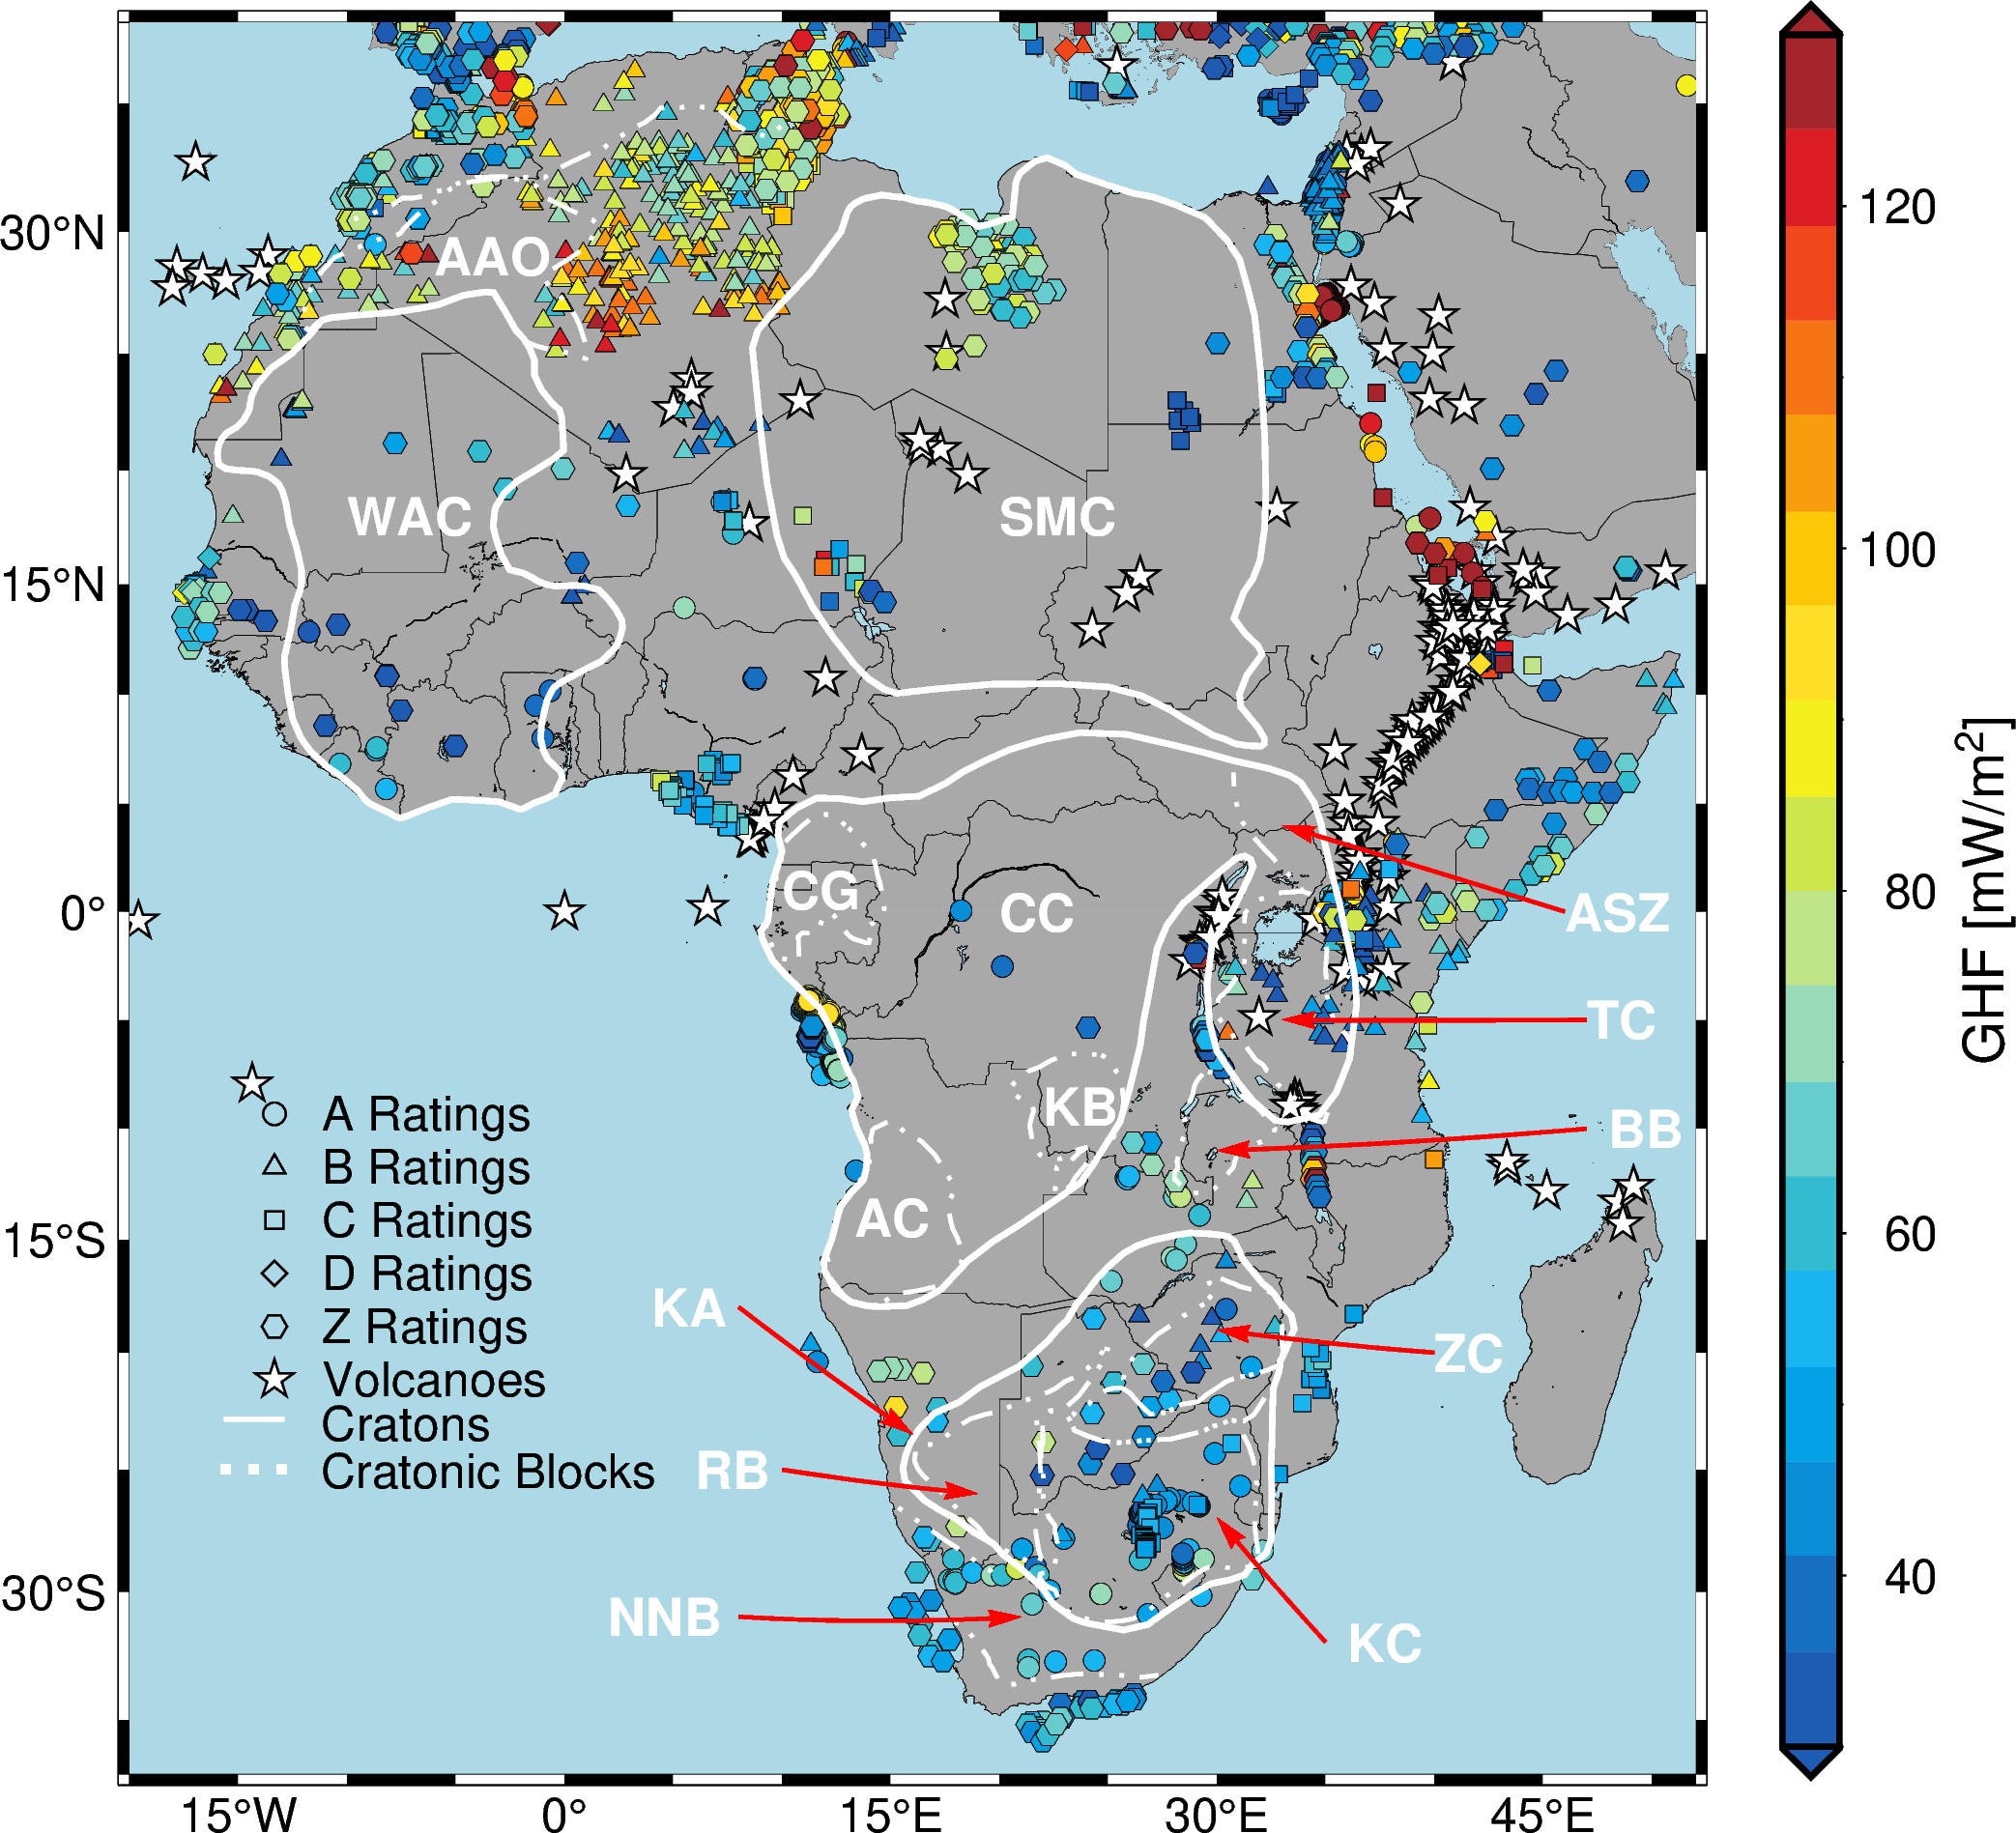 30°N
15°N
0°
15°S
30°S
15°W
0°
15°E
30°E
45°E
AAO
WAC
SMC
CG
CC
ASZ
TC
KB
BB
AC
KA
ZC
RB
NNB
KC
A Ratings
B Ratings
C Ratings
D Ratings
Z Ratings
Volcanoes
Cratons
Cratonic Blocks
120
100
80
60
40
GHF [mW/m²]